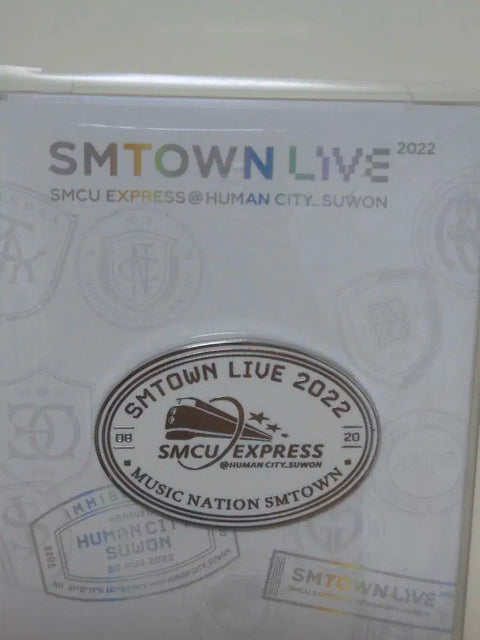 SMTOWN LIVE 2022
SMCU EXPRESS@HUMAN CITY_SUWON
SMTOWN LIVE 2022
08
20
SMCU EXPRESS
@HUMAN CITY_SUWON
MUSIC NATION SMTOWN
HUMAN CITY
SUWON
20 AUG 2022
2022
SMTOWN LIVE